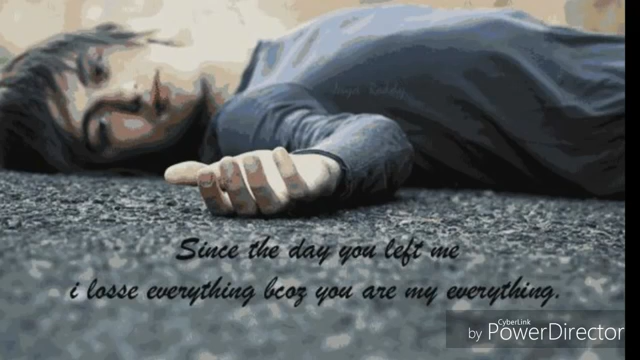 Since the day you left me
i losse everything bcoz you are my everything.
CyberLink
by PowerDirector